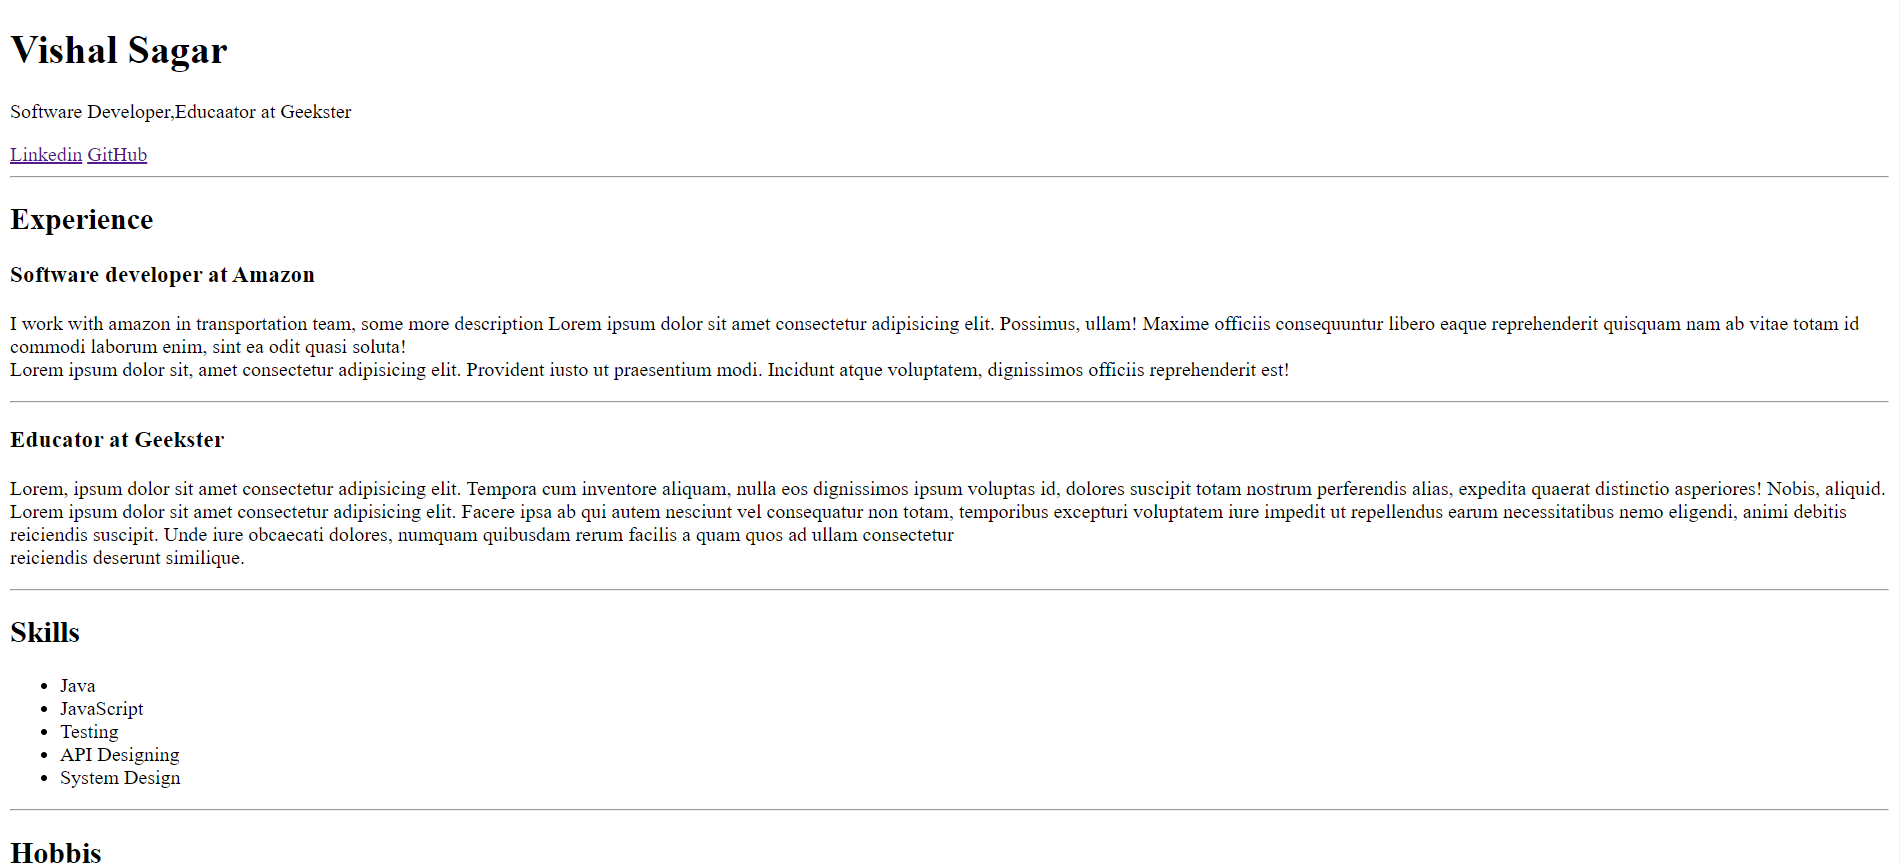 Vishal Sagar
Software Developer,Educaator at Geekster
Linkedin GitHub
Experience
Software developer at Amazon
I work with amazon in transportation team, some more description Lorem ipsum dolor sit amet consectetur adipisicing elit. Possimus, ullam! Maxime officiis consequuntur libero eaque reprehenderit quisquam nam ab vitae totam id
commodi laborum enim, sint ea odit quasi soluta!
Lorem ipsum dolor sit, amet consectetur adipisicing elit. Provident iusto ut praesentium modi. Incidunt atque voluptatem, dignissimos officiis reprehenderit est!
Educator at Geekster
Lorem, ipsum dolor sit amet consectetur adipisicing elit. Tempora cum inventore aliquam, nulla eos dignissimos ipsum voluptas id, dolores suscipit totam nostrum perferendis alias, expedita quaerat distinctio asperiores! Nobis, aliquid.
Lorem ipsum dolor sit amet consectetur adipisicing elit. Facere ipsa ab qui autem nesciunt vel consequatur non totam, temporibus excepturi voluptatem iure impedit ut repellendus earum necessitatibus nemo eligendi, animi debitis
reiciendis suscipit. Unde iure obcaecati dolores, numquam quibusdam rerum facilis a quam quos ad ullam consectetur
reiciendis deserunt similique.
Skills
Java
JavaScript
Testing
API Designing
System Design
Hobbis